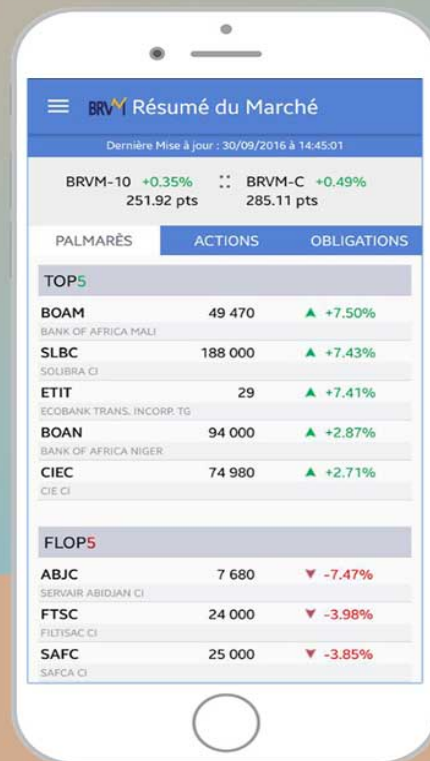 BRVM Résumé du Marché
Dernière Mise à jour : 30/09/2016 à 14:45:01
BRVM-10 +0.35% BRVM-C +0.49%
251.92 pts 285.11 pts
PALMARÈS ACTIONS OBLIGATIONS
TOP5
BOAM 49 470 +7.50%
BANK OF AFRICA MALI
SLBC 188 000 +7.43%
SOLIBRA CI
ETIT 29 +7.41%
ECOBANK TRANS. INCORP. TG
BOAN 94 000 +2.87%
BANK OF AFRICA NIGER
CIEC 74 980 +2.71%
CIE CI
FLOP5
ABJC 7 680 -7.47%
SERVAIR ABIDJAN CI
FTSC 24 000 -3.98%
FILTISAC CI
SAFC 25 000 -3.85%
SAFCA CI